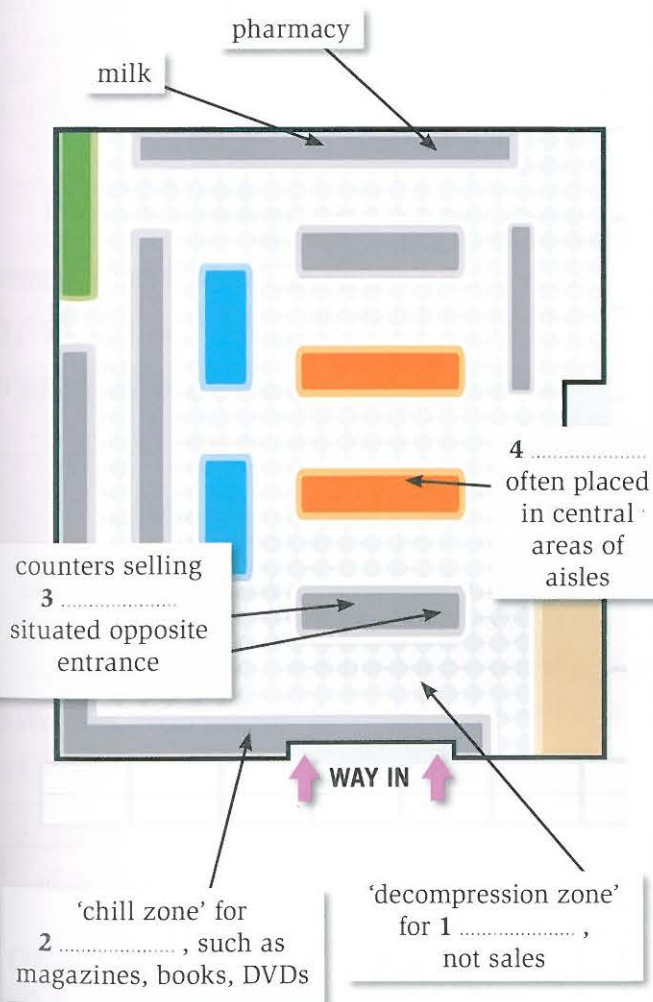 pharmacy
milk
4 ....................
often placed
in central
areas of
aisles
counters selling
3 ....................
situated opposite
entrance
WAY IN
'chill zone' for
2 ...................., such as
magazines, books, DVDs
'decompression zone'
for 1 ....................,
not sales